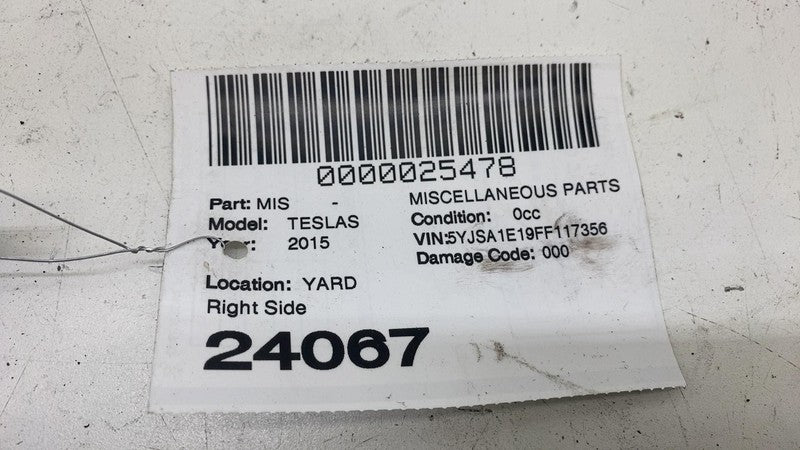 0000025478
Part: MIS - MISCELLANEOUS PARTS
Model: TESLAS Condition: 0cc
Year: 2015 VIN:5YJSA1E19FF117356
Damage Code: 000
Location: YARD
Right Side
24067